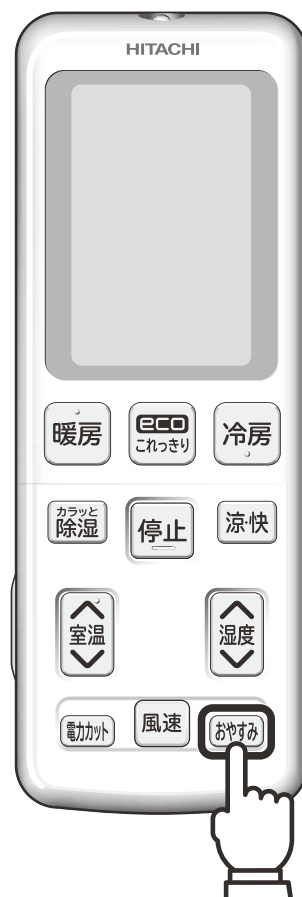 HITACHI
暖房
eco
これっきり
冷房
カラッと
除湿
停止
涼・快
室温
湿度
電力カット
風速
おやすみ